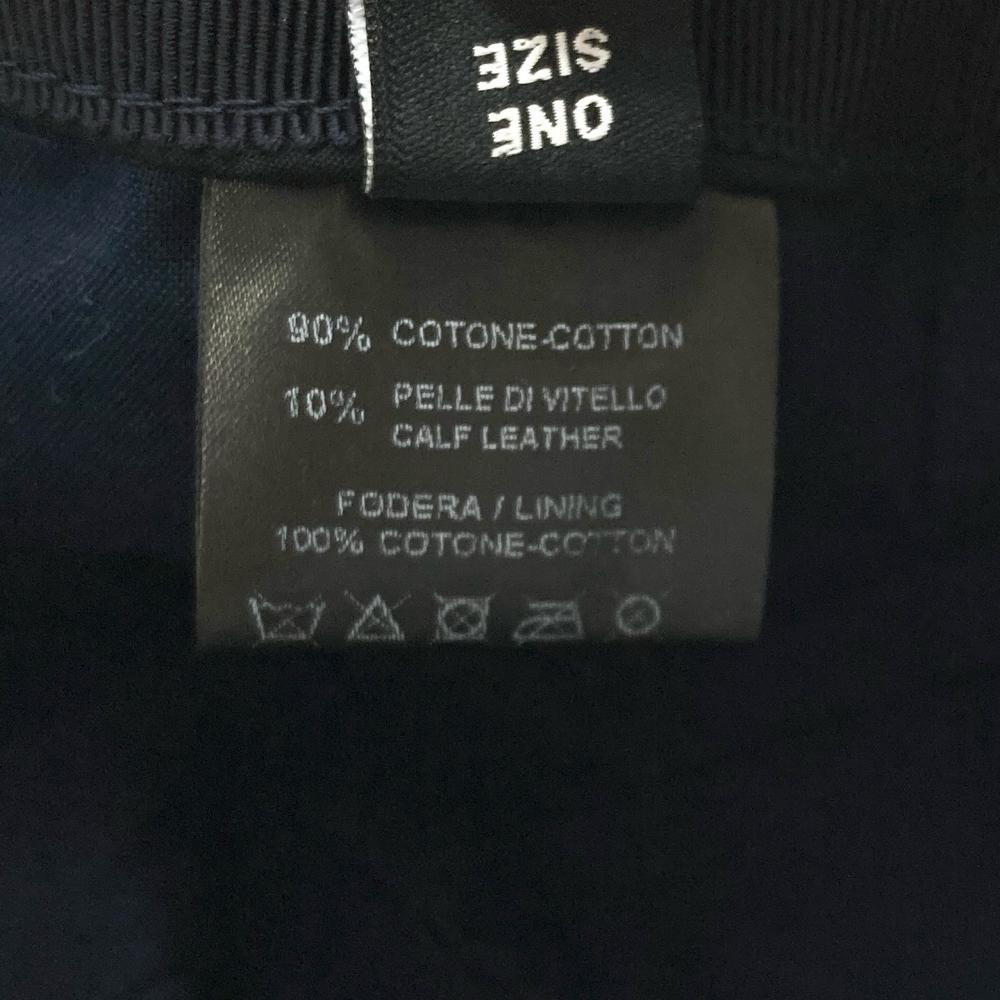 ONE
SIZE
90% COTONE-COTTON
10% PELLE DI VITELLO
CALF LEATHER
FODERA / LINING
100% COTONE-COTTON